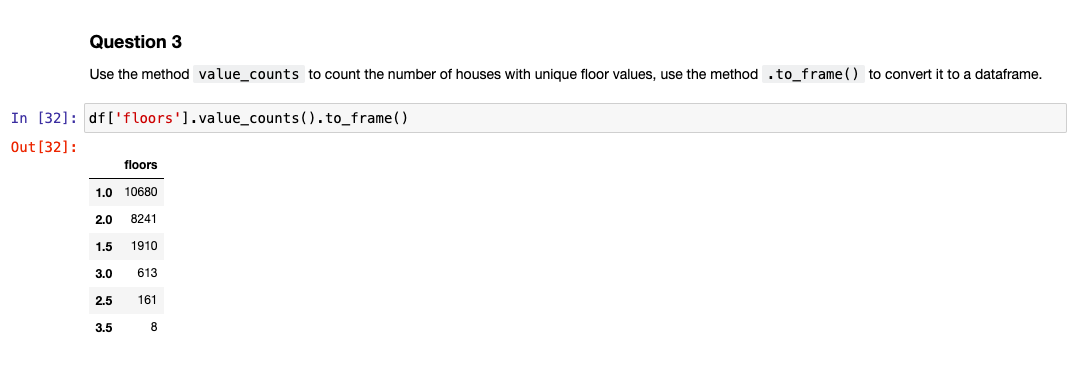 Question 3
Use the method value_counts to count the number of houses with unique floor values, use the method .to_frame() to convert it to a dataframe.
In [32]: df['floors'].value_counts().to_frame()
Out[32]:
floors
1.0 10680
2.0 8241
1.5 1910
3.0 613
2.5 161
3.5 8